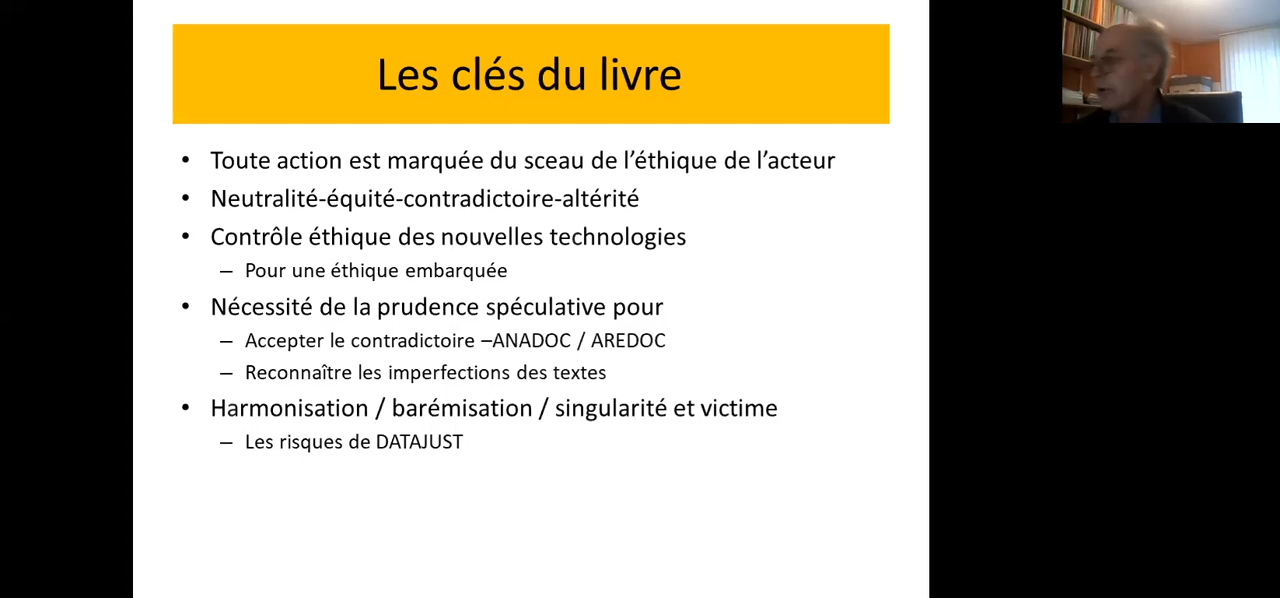 Les clés du livre
• Toute action est marquée du sceau de l’éthique de l’acteur
• Neutralité-équité-contradictoire-altérité
• Contrôle éthique des nouvelles technologies
– Pour une éthique embarquée
• Nécessité de la prudence spéculative pour
– Accepter le contradictoire –ANADOC / AREDOC
– Reconnaître les imperfections des textes
• Harmonisation / barémisation / singularité et victime
– Les risques de DATAJUST